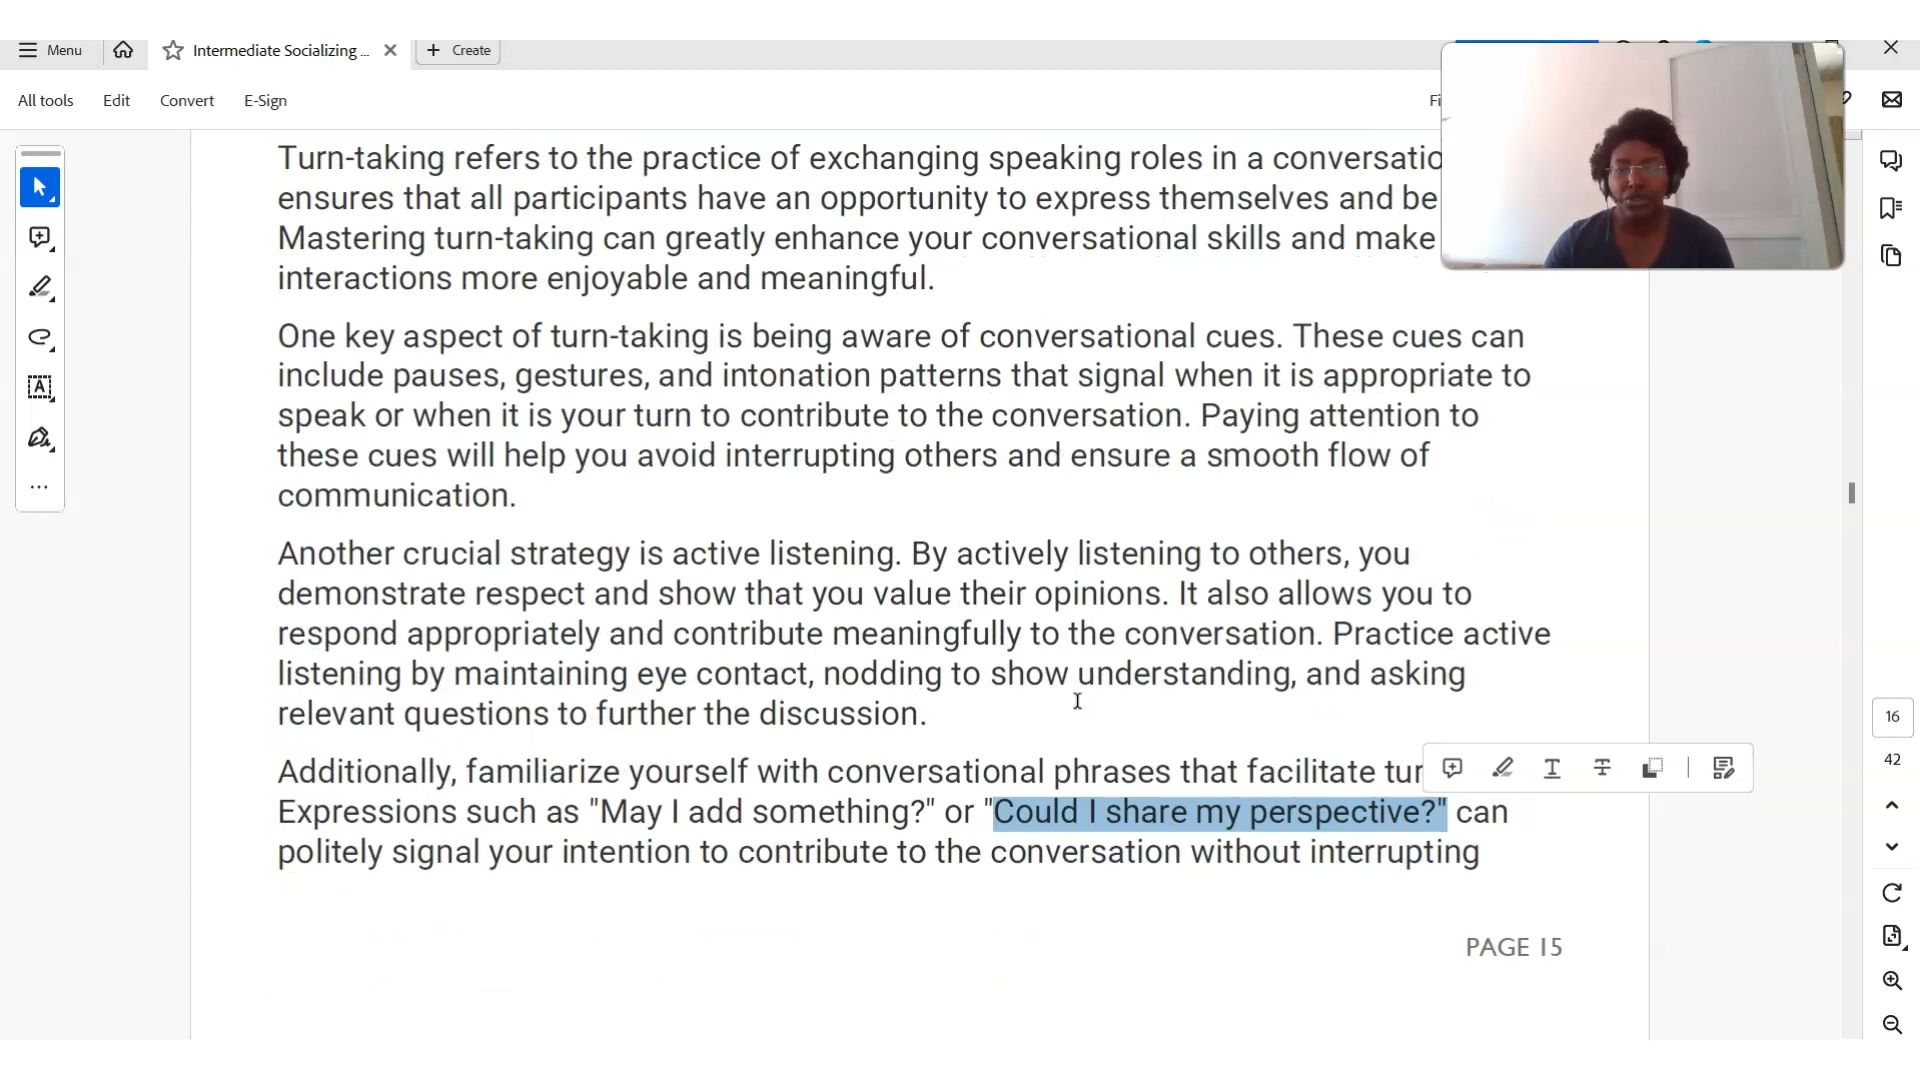 Menu
Intermediate Socializing ...
Create
All tools
Edit
Convert
E-Sign
Turn-taking refers to the practice of exchanging speaking roles in a
ensures that all participants have an opportunity to express themselves and be
Mastering turn-taking can greatly enhance your conversational skills and make
interactions more enjoyable and meaningful.
One key aspect of turn-taking is being aware of conversational cues. These cues can
include pauses, gestures, and intonation patterns that signal when it is appropriate to
speak or when it is your turn to contribute to the conversation. Paying attention to
these cues will help you avoid interrupting others and ensure a smooth flow of
communication.
Another crucial strategy is active listening. By actively listening to others, you
demonstrate respect and show that you value their opinions. It also allows you to
respond appropriately and contribute meaningfully to the conversation. Practice active
listening by maintaining eye contact, nodding to show understanding, and asking
relevant questions to further the discussion.
Additionally, familiarize yourself with conversational phrases that facilitate
Expressions such as "May I add something?" or "Could I share my perspective?" can
politely signal your intention to contribute to the conversation without interrupting
PAGE 15
16
42